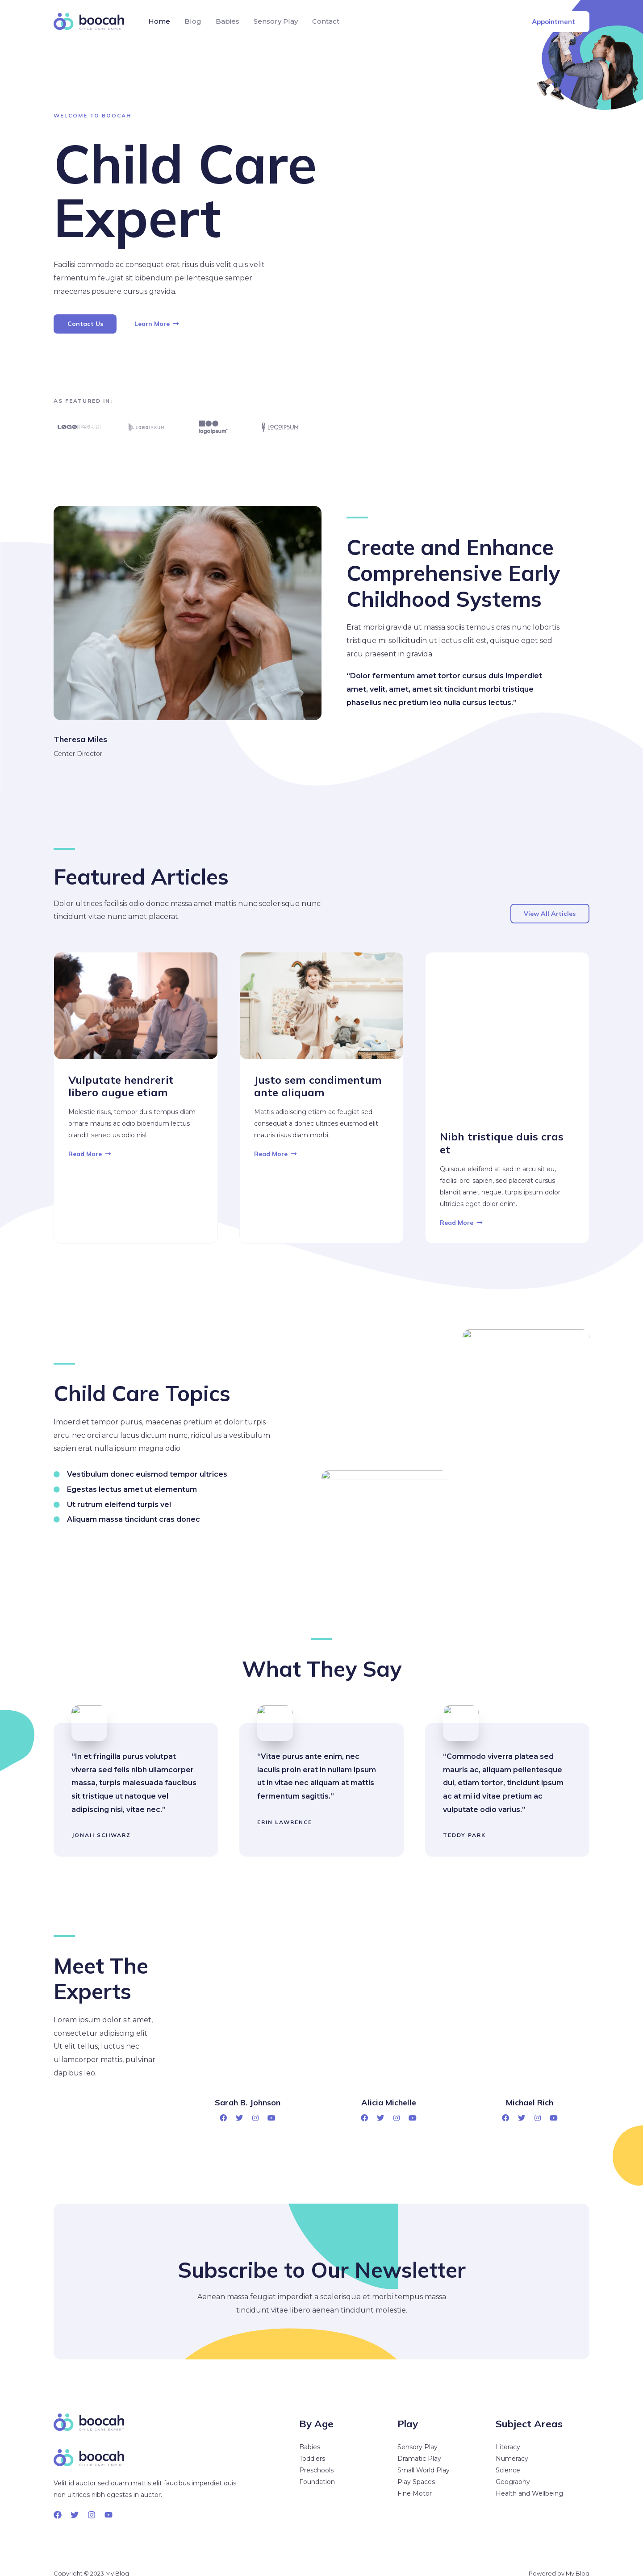 boocah
CHILD CARE EXPERT
Home Blog Babies Sensory Play Contact
Appointment
WELCOME TO BOOCAH
Child Care
Expert
Facilisi commodo ac consequat erat risus duis velit quis velit
fermentum feugiat sit bibendum pellentesque semper
maecenas posuere cursus gravida.
Contact Us
Learn More
AS FEATURED IN:
LOGOIPSUM
LOGOIPSUM
logoipsum
LOGOIPSUM
Create and Enhance
Comprehensive Early
Childhood Systems
Erat morbi gravida ut massa sociis tempus cras nunc lobortis
tristique mi sollicitudin ut lectus elit est, quisque eget sed
arcu praesent in gravida.
“Dolor fermentum amet tortor cursus duis imperdiet
amet, velit, amet, amet sit tincidunt morbi tristique
phasellus nec pretium leo nulla cursus lectus.”
Theresa Miles
Center Director
Featured Articles
Dolor ultrices facilisis odio donec massa amet mattis nunc scelerisque nunc
tincidunt vitae nunc amet placerat.
View All Articles
Vulputate hendrerit
libero augue etiam
Molestie risus, tempor duis tempus diam
ornare mauris ac odio bibendum lectus
blandit senectus odio nisl.
Read More
Justo sem condimentum
ante aliquam
Mattis adipiscing etiam ac feugiat sed
consequat a donec ultrices euismod elit
mauris risus diam morbi.
Read More
Nibh tristique duis cras
et
Quisque eleifend at sed in arcu sit eu,
facilisi orci sapien, sed placerat cursus
blandit amet neque, turpis ipsum dolor
ultricies eget dolor enim.
Read More
Child Care Topics
Imperdiet tempor purus, maecenas pretium et dolor turpis
nec orci arcu lacus dictum nunc, ridiculus a vestibulum
sapien erat nulla ipsum magna odio.
Vestibulum donec euismod tempor ultrices
Egestas lectus amet ut elementum
Ut rutrum eleifend turpis vel
Aliquam massa tincidunt cras donec
What They Say
“In et fringilla purus volutpat
viverra sed felis nibh ullamcorper
massa, turpis malesuada faucibus
sit tristique ut natoque vel
adipiscing nisi, vitae nec.”
JONAH SCHWARZ
“Vitae purus ante enim, nec
iaculis proin erat in nullam ipsum
ut in vitae nec aliquam at mattis
fermentum sagittis.”
ERIN LAWRENCE
“Commodo viverra platea sed
mauris ac, aliquam pellentesque
dui, etiam tortor, tincidunt ipsum
ac at mi id vitae pretium ac
vulputate odio varius.”
TEDDY PARK
Meet The
Experts
Lorem ipsum dolor sit amet,
consectetur adipiscing elit.
Ut elit tellus, luctus nec
ullamcorper mattis, pulvinar
dapibus leo.
Sarah B. Johnson
Alicia Michelle
Michael Rich
Subscribe to Our Newsletter
Aenean massa feugiat imperdiet a scelerisque et morbi tempus massa
tincidunt vitae libero aenean tincidunt molestie.
boocah
CHILD CARE EXPERT
boocah
CHILD CARE EXPERT
Velit id auctor sed quam mattis elit faucibus imperdiet duis
non ultrices nibh egestas in auctor.
By Age
Babies
Toddlers
Preschools
Foundation
Play
Sensory Play
Dramatic Play
Small World Play
Play Spaces
Fine Motor
Subject Areas
Literacy
Numeracy
Science
Geography
Health and Wellbeing
Copyright © 2023 My Blog
Powered by My Blog